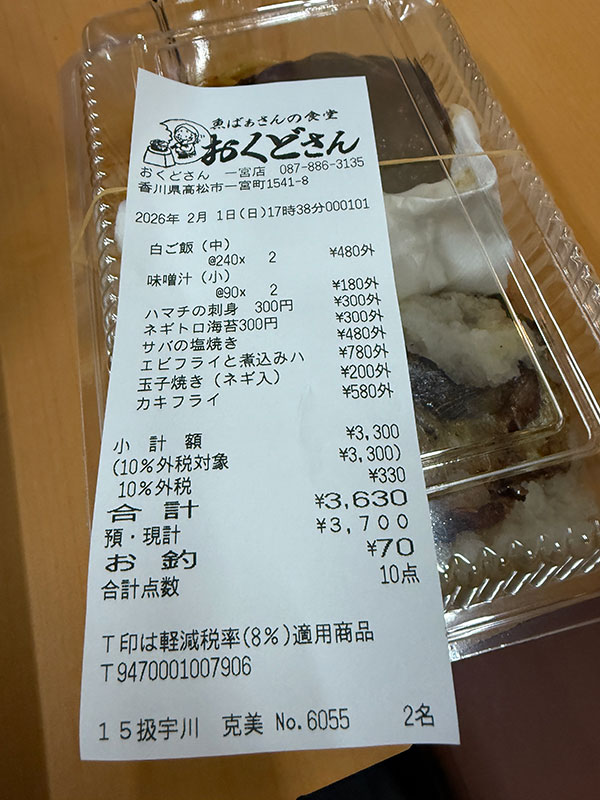 魚ばぁさんの食堂
おくどさん
おくどさん 一宮店 087-886-3135
香川県高松市一宮町1541-8
2026年 2月 1日(日)17時38分000101
白ご飯(中)
@240x 2 ¥480外
味噌汁(小)
@90x 2 ¥180外
ハマチの刺身 300円 ¥300外
ネギトロ海苔300円 ¥300外
サバの塩焼き ¥480外
エビフライと煮込みハ ¥780外
玉子焼き(ネギ入) ¥200外
カキフライ ¥580外
小計額 ¥3,300
(10%外税対象 ¥3,300)
10%外税 ¥330
合計 ¥3,630
預・現計 ¥3,700
お釣 ¥70
合計点数 10点
T印は軽減税率(8%)適用商品
T9470001007906
15扱宇川 克美 No.6055 2名